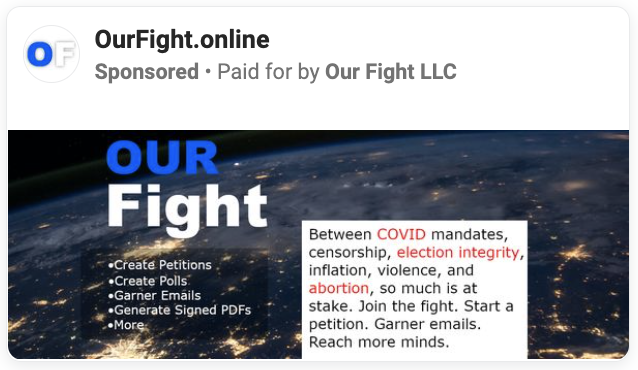 OF
OurFight.online
Sponsored • Paid for by Our Fight LLC
OUR
Fight
•Create Petitions
•Create Polls
•Garner Emails
•Generate Signed PDFs
•More
Between COVID mandates,
censorship, election integrity,
inflation, violence, and
abortion, so much is at
stake. Join the fight. Start a
petition. Garner emails.
Reach more minds.